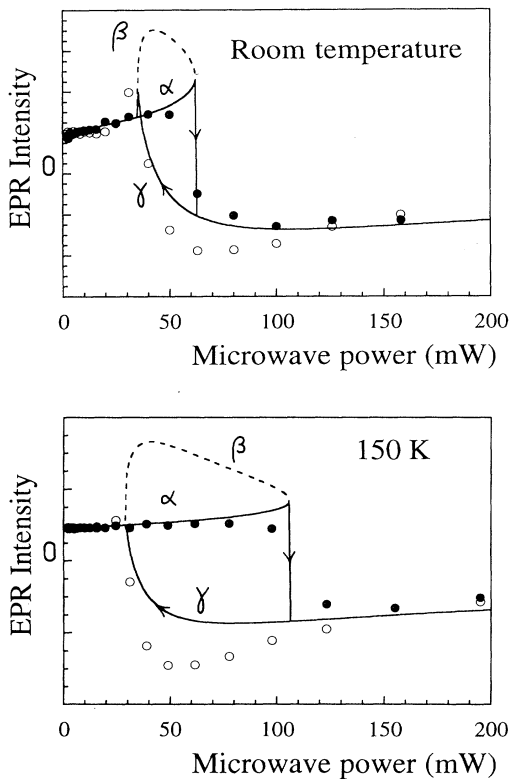 β
Room temperature
α
EPR Intensity
0
γ
0 50 100 150 200
Microwave power (mW)
β
150 K
α
EPR Intensity
0
γ
0 50 100 150 200
Microwave power (mW)